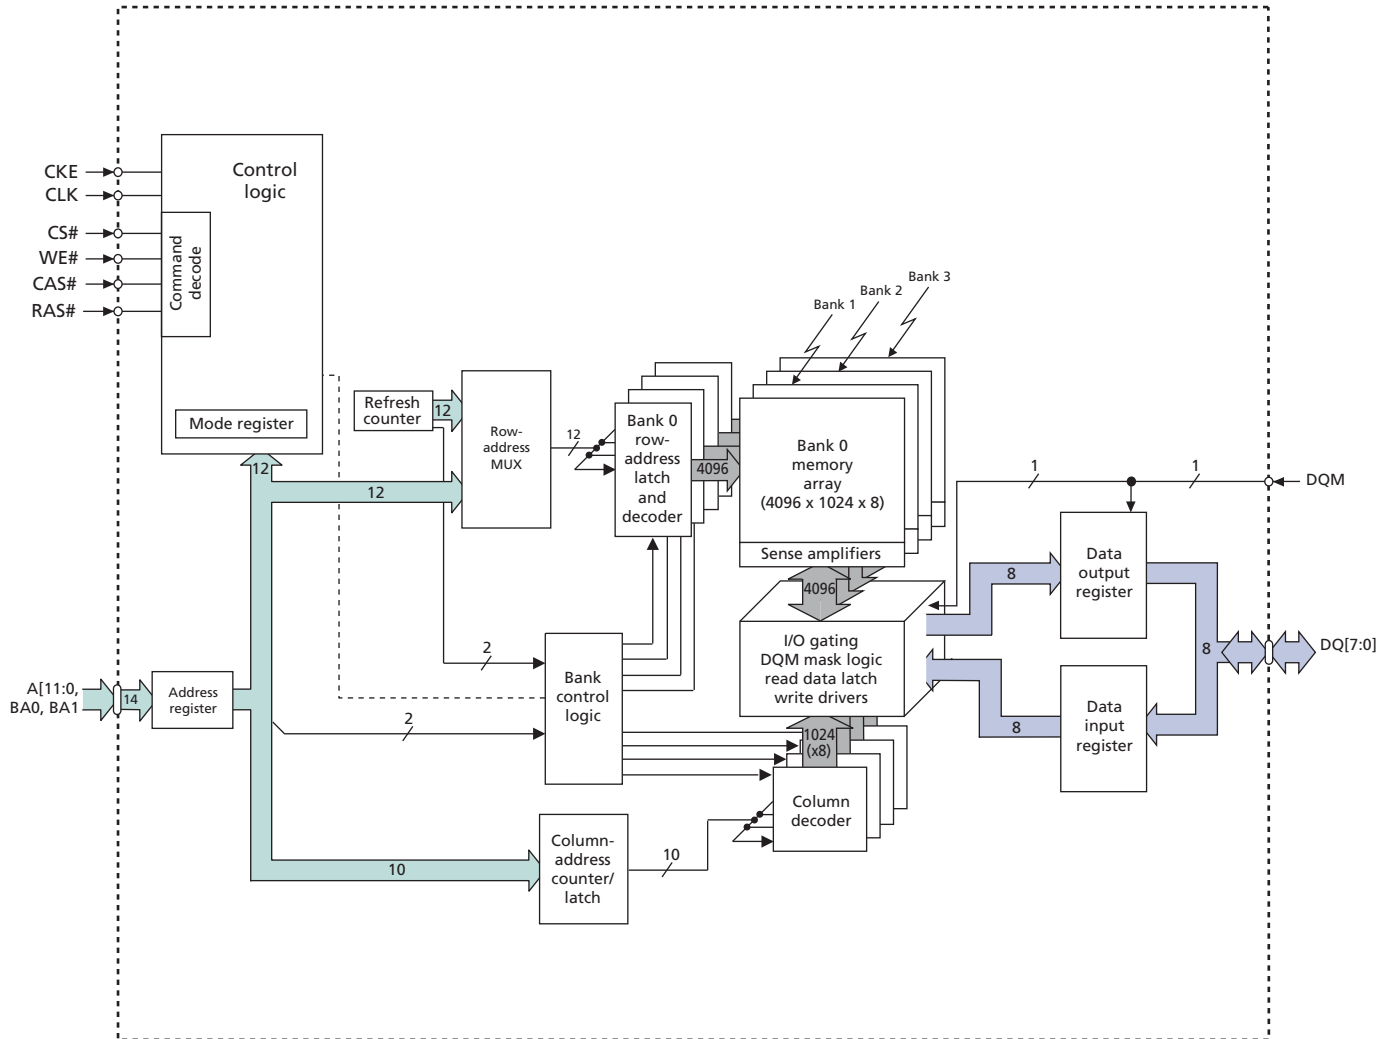 Control
logic
CKE
CLK
CS#
WE#
CAS#
RAS#
Command
decode
Mode register
12
Refresh
counter
12
12
Row-
address
MUX
12
Bank 0
row-
address
latch
and
decoder
4096
Bank 1
Bank 2
Bank 3
Bank 0
memory
array
(4096 x 1024 x 8)
Sense amplifiers
4096
I/O gating
DQM mask logic
read data latch
write drivers
1
1
DQM
Data
output
register
8
8
DQ[7:0]
Data
input
register
8
A[11:0,
BA0, BA1
14
Address
register
2
2
Bank
control
logic
1024
(x8)
Column
decoder
10
Column-
address
counter/
latch
10